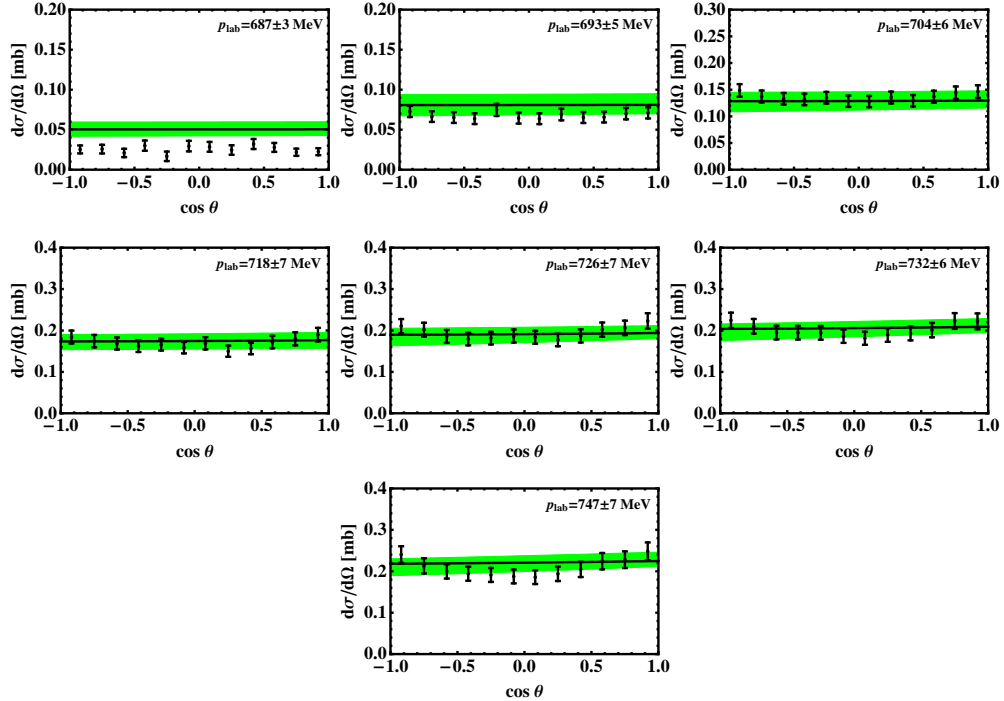 p_lab=687±3 MeV
dσ/dΩ [mb]
0.20
0.15
0.10
0.05
0.00
−1.0 −0.5 0.0 0.5 1.0
cos θ
p_lab=693±5 MeV
dσ/dΩ [mb]
0.20
0.15
0.10
0.05
0.00
−1.0 −0.5 0.0 0.5 1.0
cos θ
p_lab=704±6 MeV
dσ/dΩ [mb]
0.30
0.25
0.20
0.15
0.10
0.05
0.00
−1.0 −0.5 0.0 0.5 1.0
cos θ
p_lab=718±7 MeV
dσ/dΩ [mb]
0.4
0.3
0.2
0.1
0.0
−1.0 −0.5 0.0 0.5 1.0
cos θ
p_lab=726±7 MeV
dσ/dΩ [mb]
0.4
0.3
0.2
0.1
0.0
−1.0 −0.5 0.0 0.5 1.0
cos θ
p_lab=732±6 MeV
dσ/dΩ [mb]
0.4
0.3
0.2
0.1
0.0
−1.0 −0.5 0.0 0.5 1.0
cos θ
p_lab=747±7 MeV
dσ/dΩ [mb]
0.4
0.3
0.2
0.1
0.0
−1.0 −0.5 0.0 0.5 1.0
cos θ